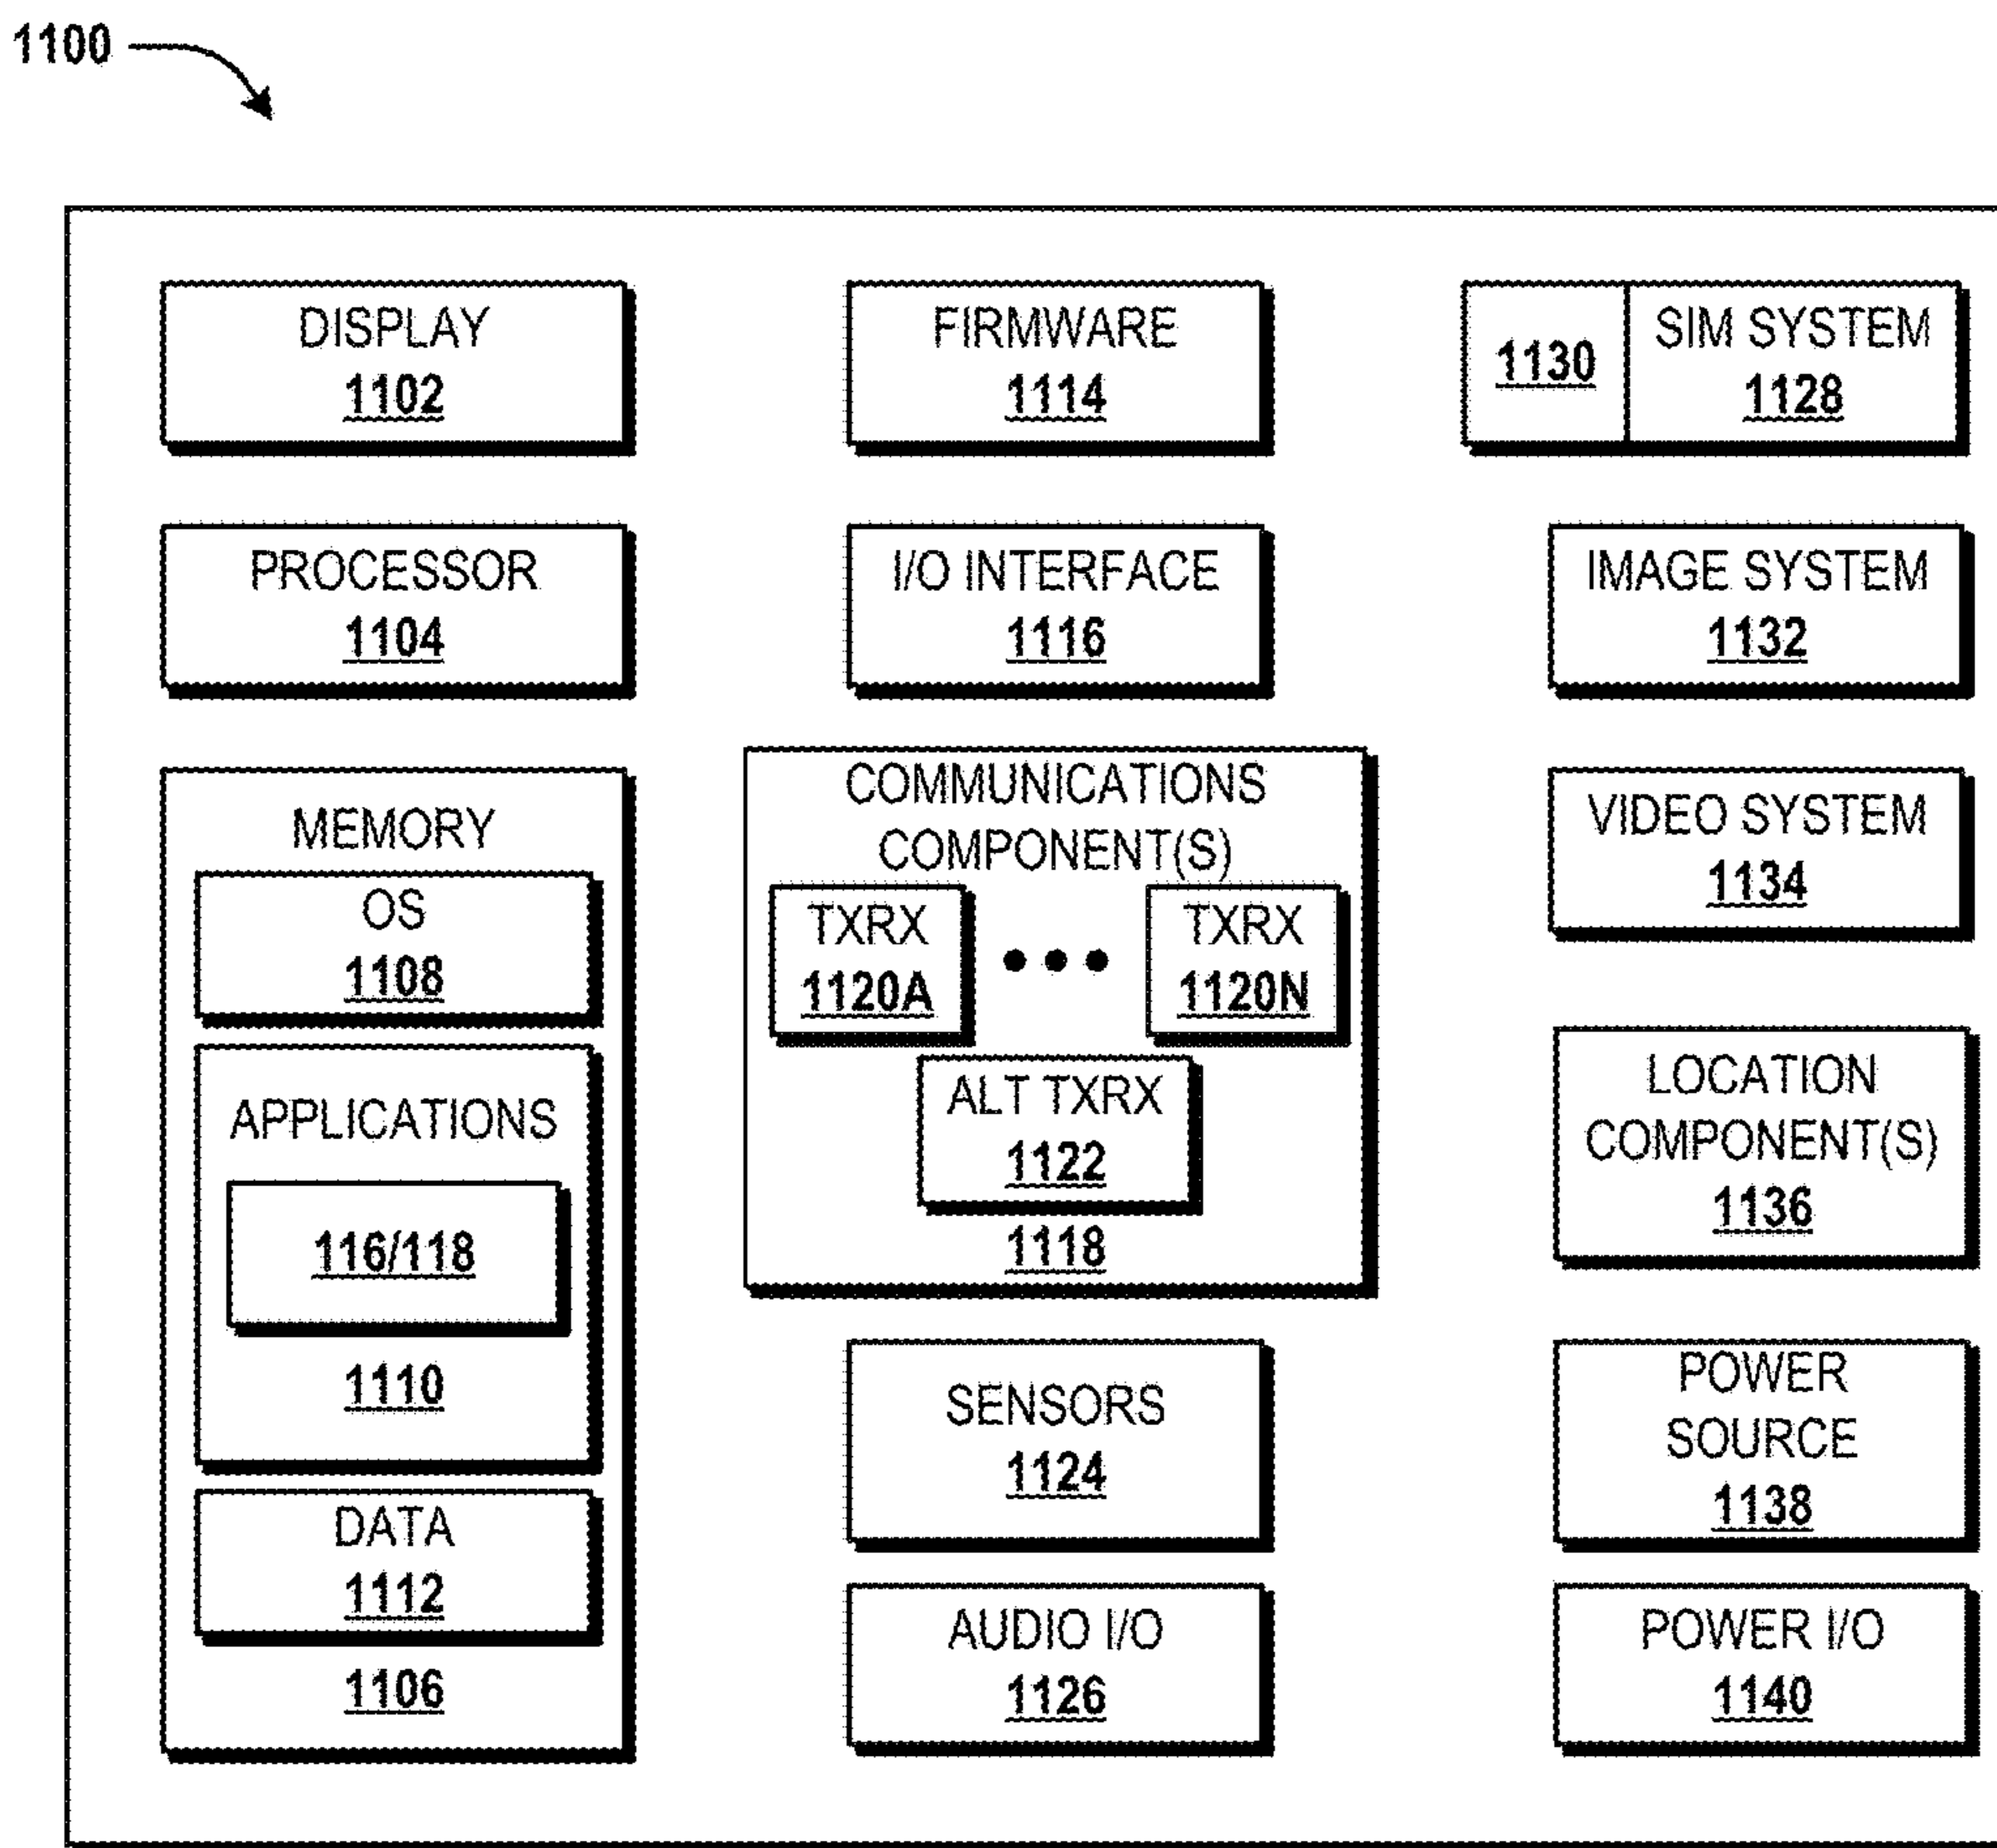 1100
DISPLAY
1102
PROCESSOR
1104
MEMORY
OS
1108
APPLICATIONS
116/118
1110
DATA
1112
1106
FIRMWARE
1114
I/O INTERFACE
1116
COMMUNICATIONS
COMPONENT(S)
TXRX
1120A
TXRX
1120N
ALT TXRX
1122
1118
SENSORS
1124
AUDIO I/O
1126
1130
SIM SYSTEM
1128
IMAGE SYSTEM
1132
VIDEO SYSTEM
1134
LOCATION
COMPONENT(S)
1136
POWER
SOURCE
1138
POWER I/O
1140